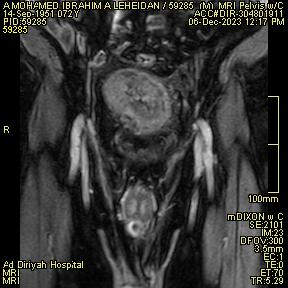 A MOHAMED IBRAHIM A LEHEIDAN / 59285 (M) MRI Pelvis w/C
14-Sep-1951 072Y ACC#DIR-304801911
PID:59285 06-Dec-2023 12:17 PM
59285
R
100mm
mDIXON w C
SE:2101
IM:23
DFOV:300
3.5mm
EC:1
Ad Diriyah Hospital TE:0
MRI ET:70
MRI TR:5.29